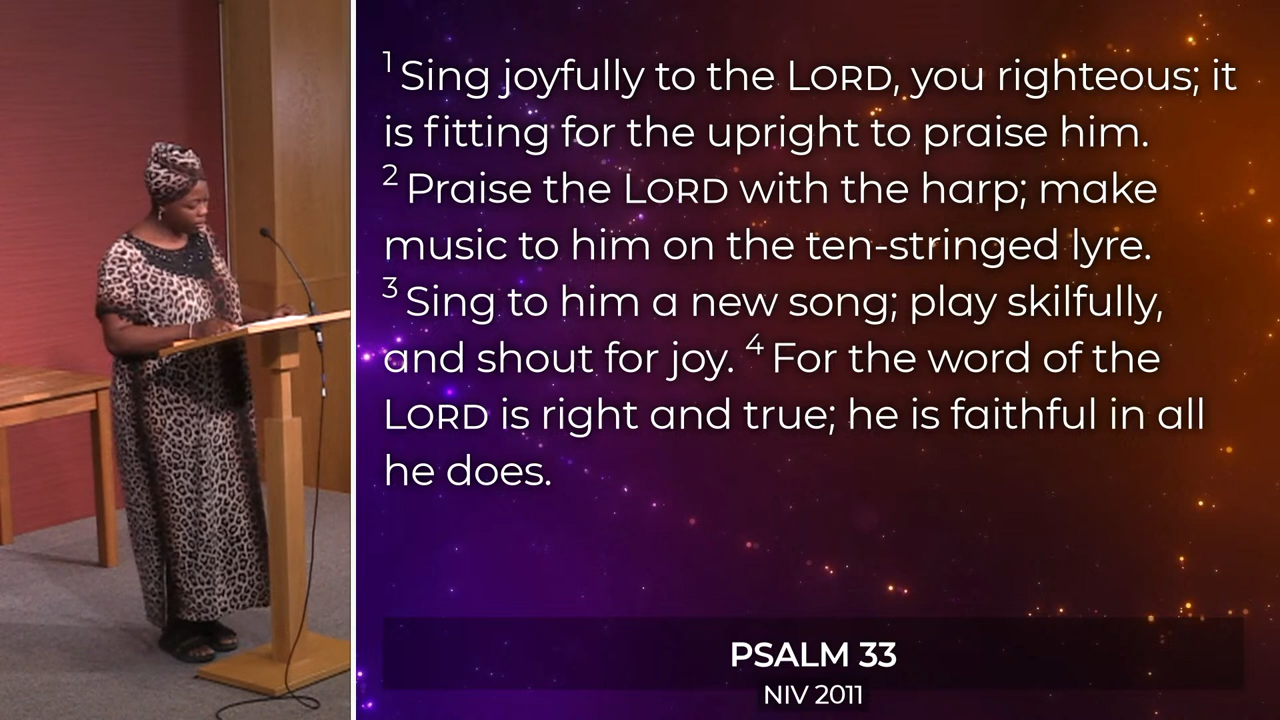 1 Sing joyfully to the LORD, you righteous; it
is fitting for the upright to praise him.
2 Praise the LORD with the harp; make
music to him on the ten-stringed lyre.
3 Sing to him a new song; play skilfully,
and shout for joy. 4 For the word of the
LORD is right and true; he is faithful in all
he does.
PSALM 33
NIV 2011